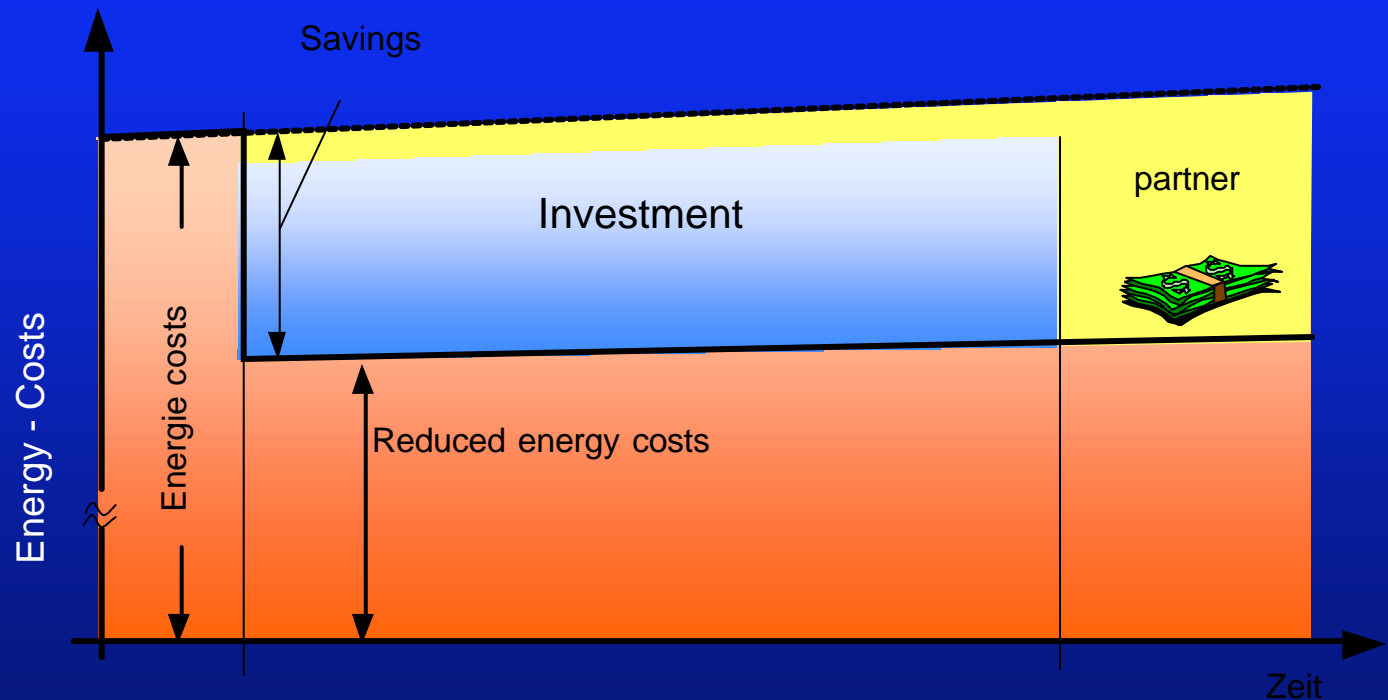 Savings
partner
Investment
Energy - Costs
Energie costs
Reduced energy costs
Zeit